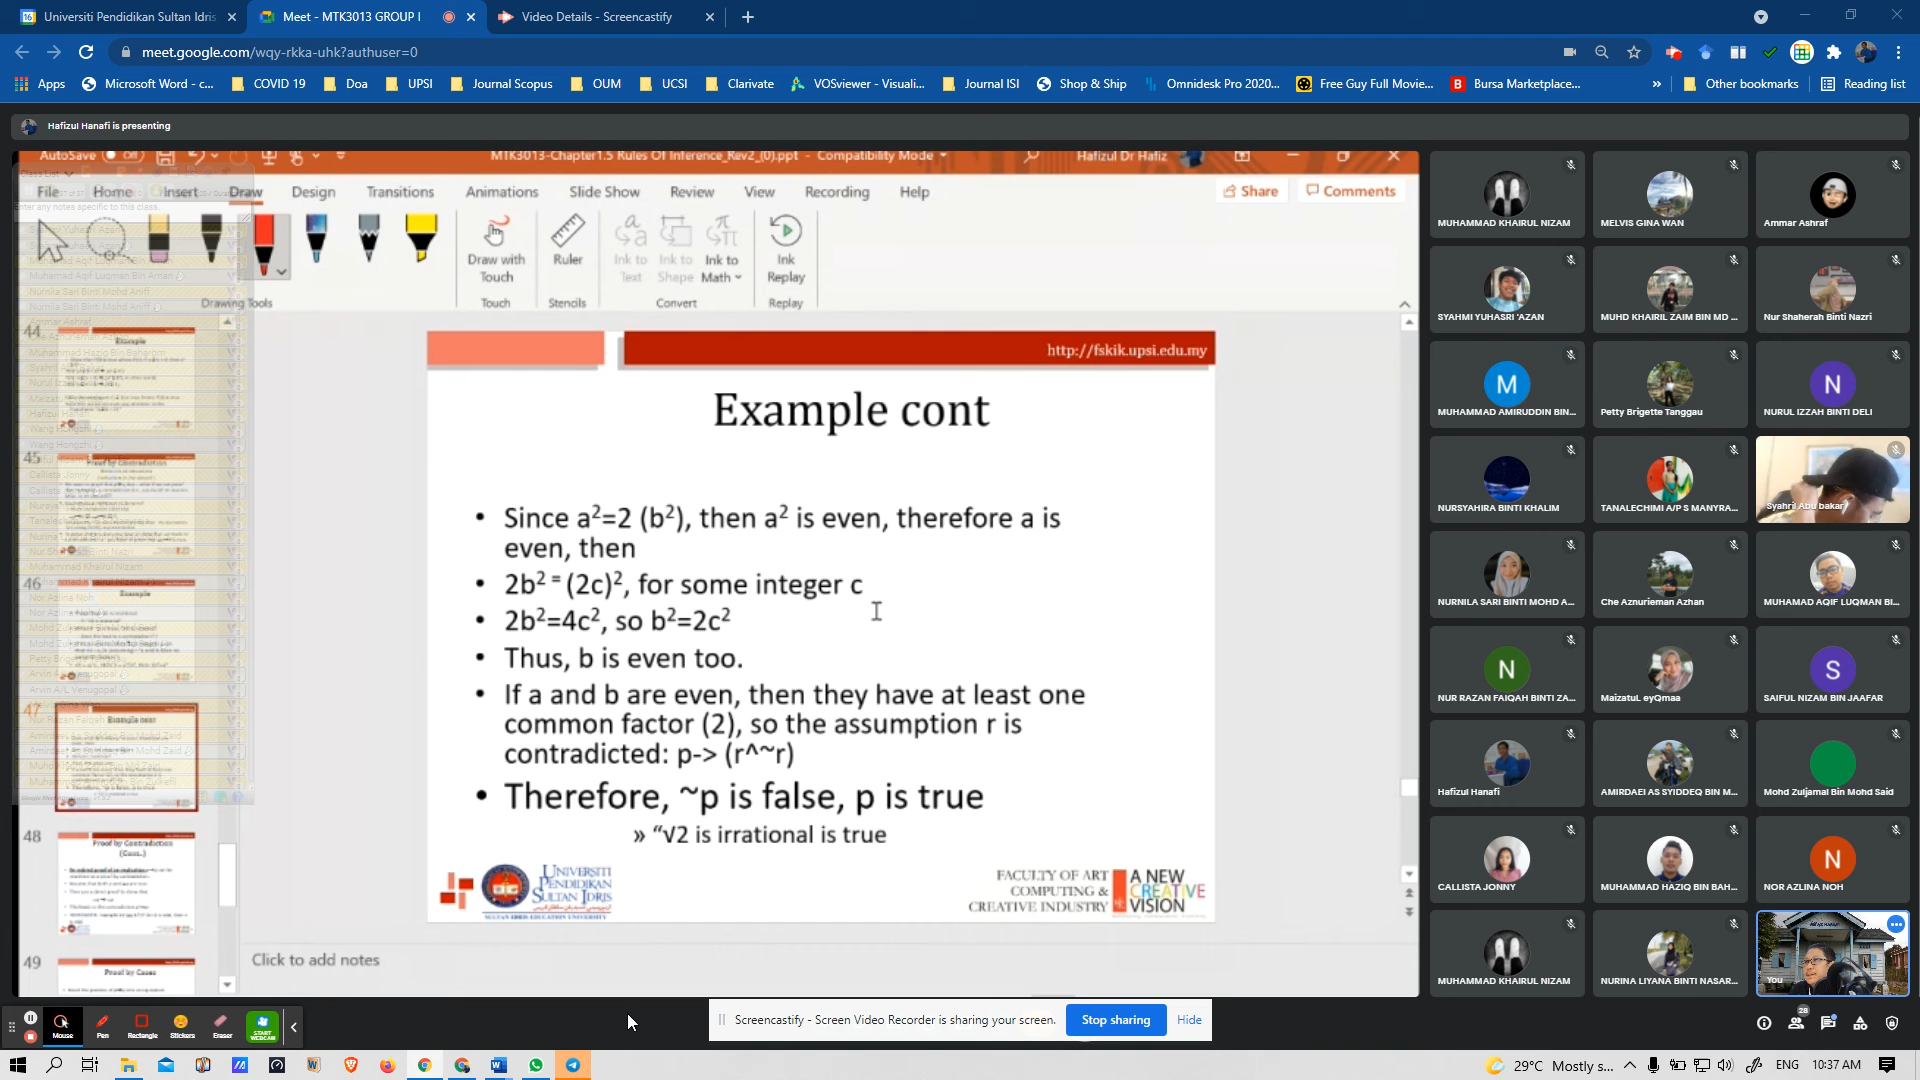 Universiti Pendidikan Sultan Idris
Meet - MTK3013 GROUP I
Video Details - Screencastify
meet.google.com/wqy-rkka-uhk?authuser=0
Apps
Microsoft Word - c...
COVID 19
Doa
UPSI
Journal Scopus
OUM
UCSI
Clarivate
VOSviewer - Visuali...
Journal ISI
Shop & Ship
Omnidesk Pro 2020...
Free Guy Full Movie...
Bursa Marketplace...
»
Other bookmarks
Reading list
Hafizul Hanafi is presenting
AutoSave Off
MTK3013-Chapter1.5 Rules Of Inference_Rev2_(0).ppt - Compatibility Mode
Hafizul Dr Hafiz
File
Home
Insert
Draw
Design
Transitions
Animations
Slide Show
Review
View
Recording
Help
Share
Comments
Draw with Touch
Ruler
Ink to Text
Ink to Shape
Ink to Math
Ink Replay
Drawing Tools
Touch
Stencils
Convert
Replay
44
Example
45
Proof by Contradiction
46
Example
47
Example cont
48
Proof by Contradiction
(Cont..)
49
Proof by Cases
http://fskik.upsi.edu.my
Example cont
• Since a²=2 (b²), then a² is even, therefore a is
even, then
• 2b² = (2c)², for some integer c
• 2b²=4c², so b²=2c²
• Thus, b is even too.
• If a and b are even, then they have at least one
common factor (2), so the assumption r is
contradicted: p-> (r^~r)
• Therefore, ~p is false, p is true
» “√2 is irrational is true
UNIVERSITI
PENDIDIKAN
SULTAN IDRIS
SULTAN IDRIS EDUCATION UNIVERSITY
FACULTY OF ART
COMPUTING &
CREATIVE INDUSTRY
A NEW
CREATIVE
VISION
Click to add notes
MUHAMMAD KHAIRUL NIZAM
MELVIS GINA WAN
Ammar Ashraf
SYAHMI YUHASRI 'AZAN
MUHD KHAIRIL ZAIM BIN MD ...
Nur Shaherah Binti Nazri
M
MUHAMMAD AMIRUDDIN BIN...
Petty Brigette Tanggau
N
NURUL IZZAH BINTI DELI
NURSYAHIRA BINTI KHALIM
TANALECHIMI A/P S MANYRA...
Syahril Abu bakar
NURNILA SARI BINTI MOHD A...
Che Aznurieman Azhan
MUHAMAD AQIF LUQMAN BI...
N
NUR RAZAN FAIQAH BINTI ZA...
MaizatuL eyQmaa
S
SAIFUL NIZAM BIN JAAFAR
Hafizul Hanafi
AMIRDAEI AS SYIDDEQ BIN M...
Mohd Zuljamal Bin Mohd Said
CALLISTA JONNY
MUHAMMAD HAZIQ BIN BAH...
N
NOR AZLINA NOH
MUHAMMAD KHAIRUL NIZAM
NURINA LIYANA BINTI NASAR...
You
Mouse
Pen
Rectangle
Stickers
Eraser
START WEBCAM
Screencastify - Screen Video Recorder is sharing your screen.
Stop sharing
Hide
28
29°C Mostly s...
ENG
10:37 AM